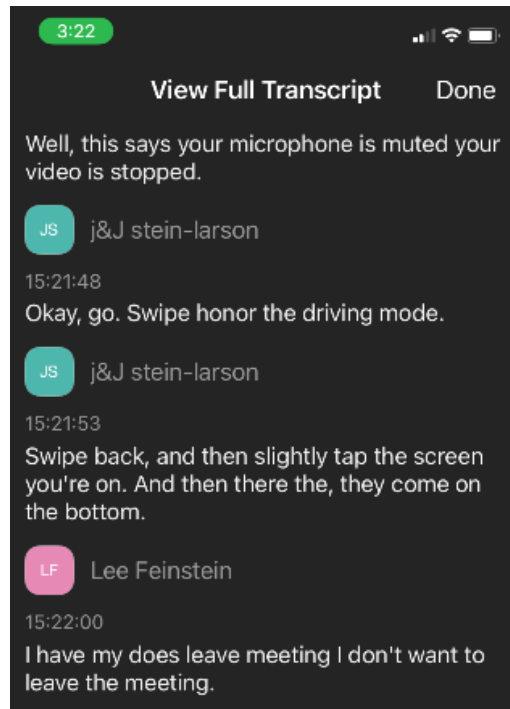 3:22
View Full Transcript Done
Well, this says your microphone is muted your
video is stopped.
JS j&J stein-larson
15:21:48
Okay, go. Swipe honor the driving mode.
JS j&J stein-larson
15:21:53
Swipe back, and then slightly tap the screen
you're on. And then there the, they come on
the bottom.
LF Lee Feinstein
15:22:00
I have my does leave meeting I don't want to
leave the meeting.